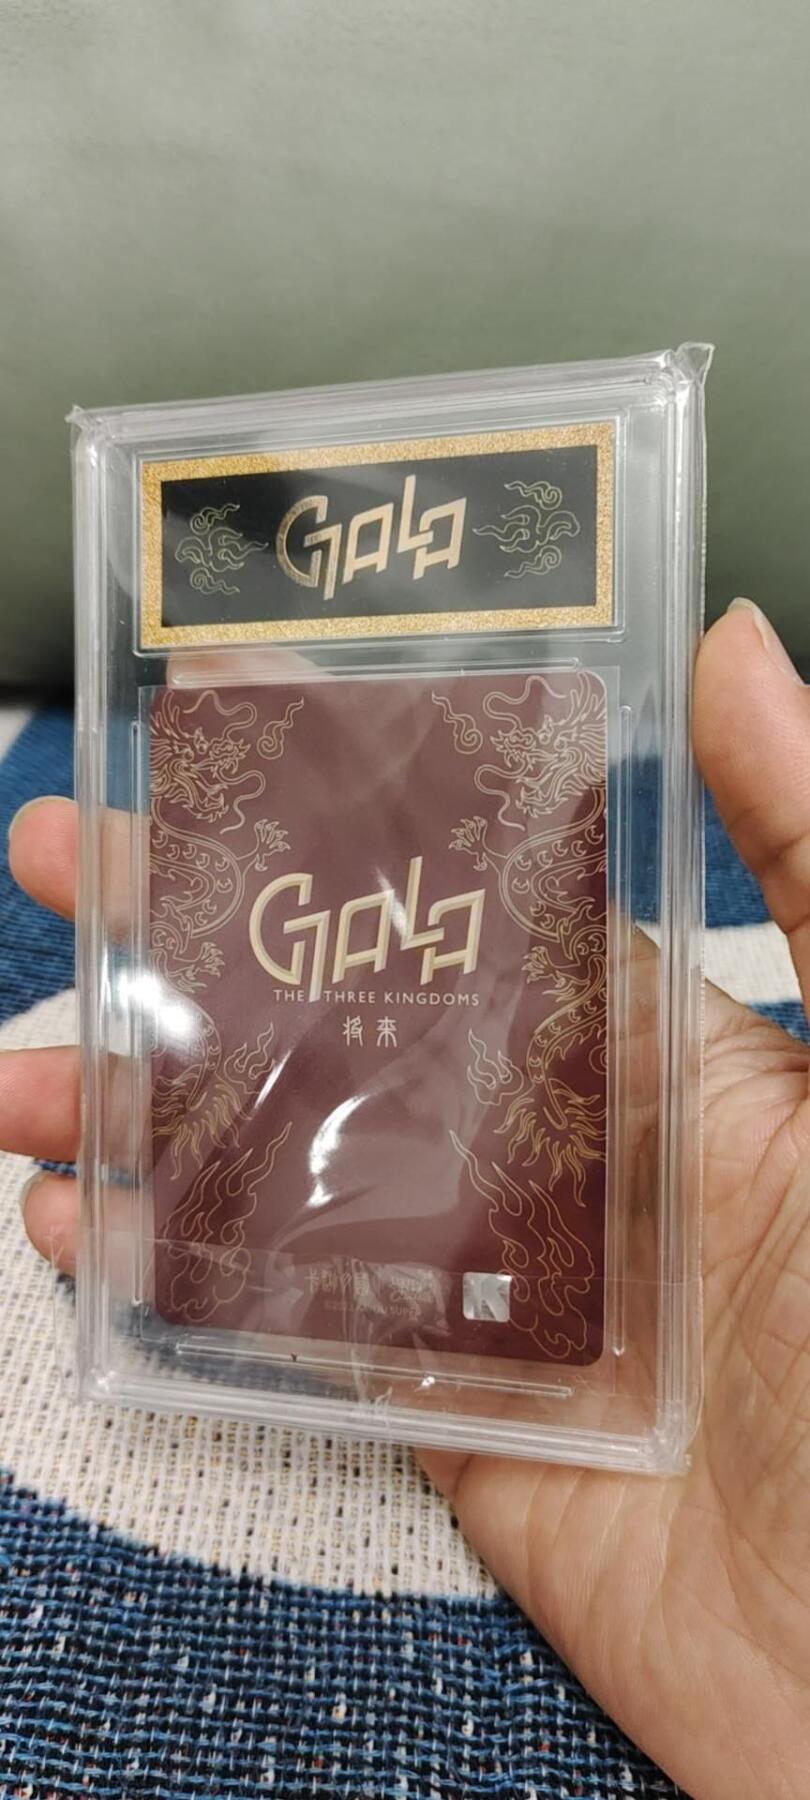 GALA
GALA
THE THREE KINGDOMS
将来
K